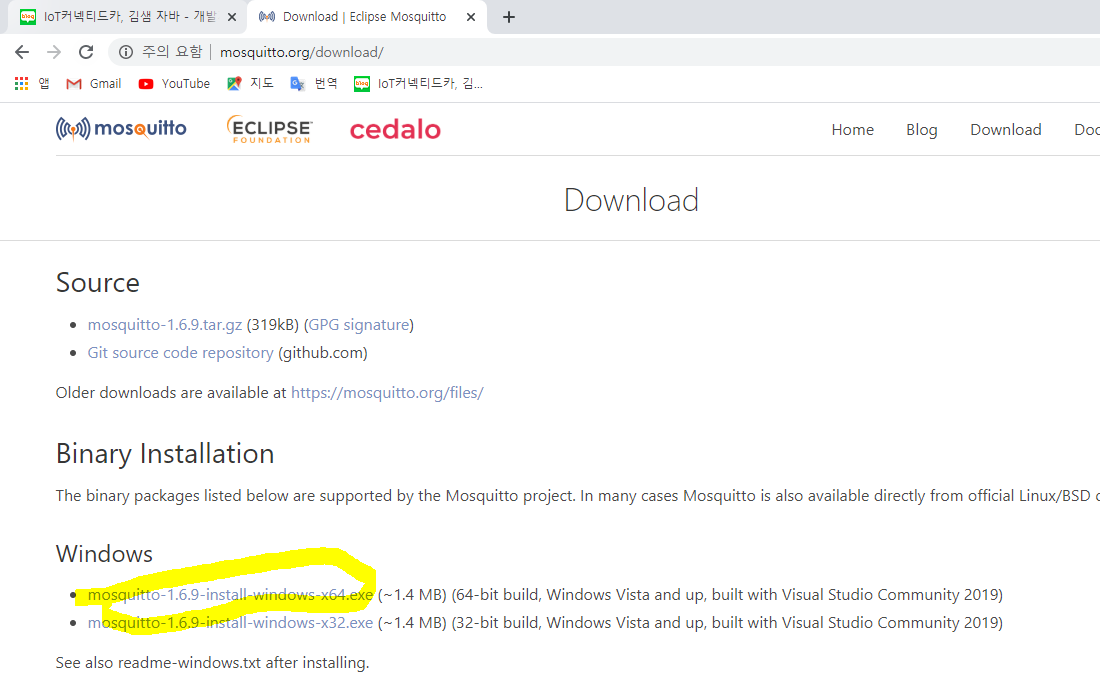 IoT커넥티드카, 김샘 자바 - 개발
Download | Eclipse Mosquitto
주의 요함 | mosquitto.org/download/
앱 Gmail YouTube 지도 번역 blog IoT커넥티드카, 김...
mosquitto ECLIPSE FOUNDATION cedalo Home Blog Download Doc
Download
Source
mosquitto-1.6.9.tar.gz (319kB) (GPG signature)
Git source code repository (github.com)
Older downloads are available at https://mosquitto.org/files/
Binary Installation
The binary packages listed below are supported by the Mosquitto project. In many cases Mosquitto is also available directly from official Linux/BSD
Windows
mosquitto-1.6.9-install-windows-x64.exe (~1.4 MB) (64-bit build, Windows Vista and up, built with Visual Studio Community 2019)
mosquitto-1.6.9-install-windows-x32.exe (~1.4 MB) (32-bit build, Windows Vista and up, built with Visual Studio Community 2019)
See also readme-windows.txt after installing.